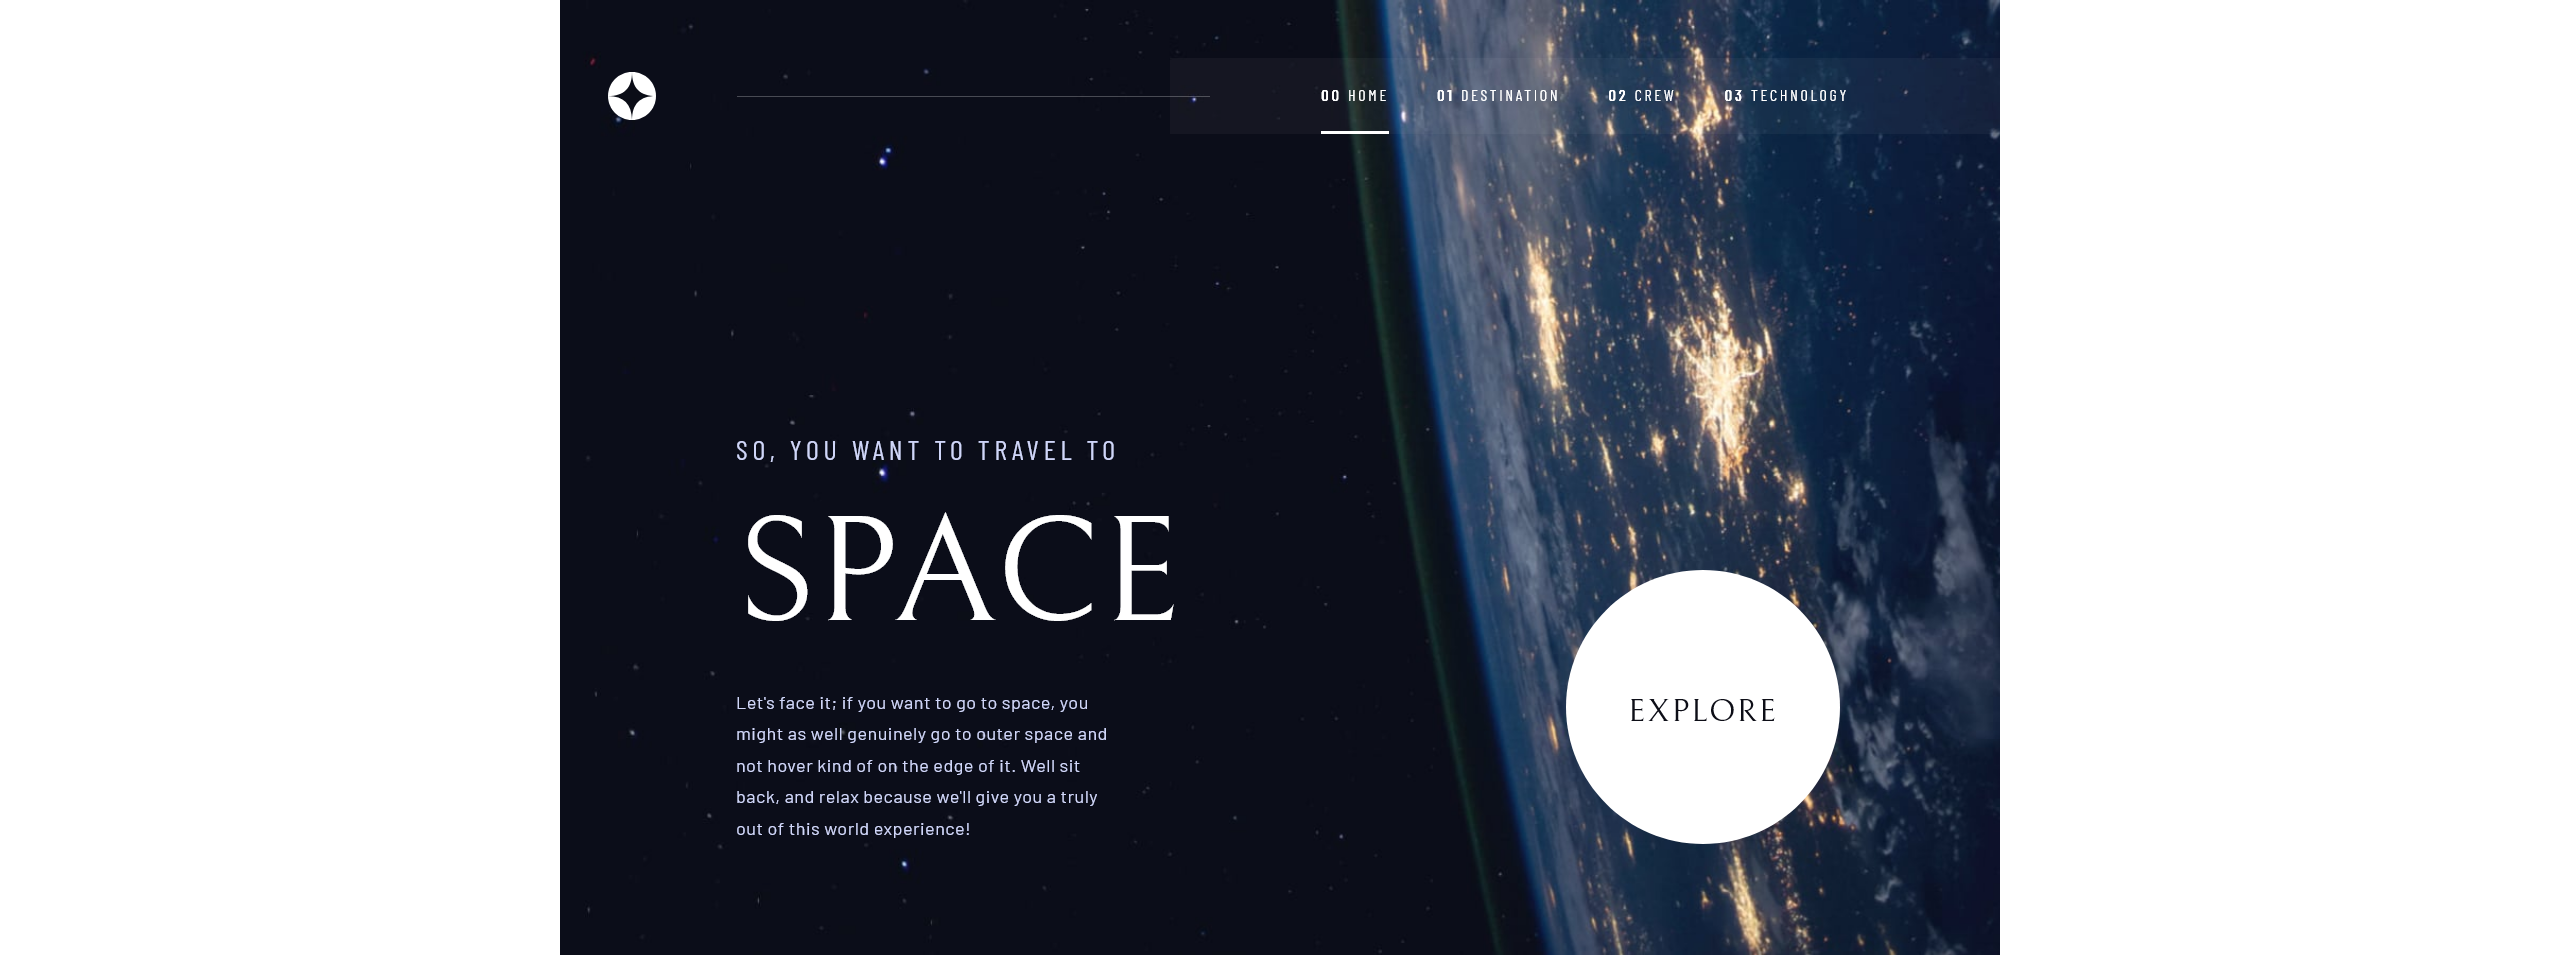 00 HOME 01 DESTINATION 02 CREW 03 TECHNOLOGY
SO, YOU WANT TO TRAVEL TO
SPACE
Let's face it; if you want to go to space, you
might as well genuinely go to outer space and
not hover kind of on the edge of it. Well sit
back, and relax because we'll give you a truly
out of this world experience!
EXPLORE